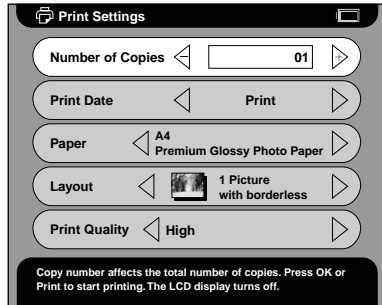 Print Settings
Number of Copies 01
Print Date Print
Paper A4
Premium Glossy Photo Paper
Layout 1 Picture
with borderless
Print Quality High
Copy number affects the total number of copies. Press OK or
Print to start printing. The LCD display turns off.